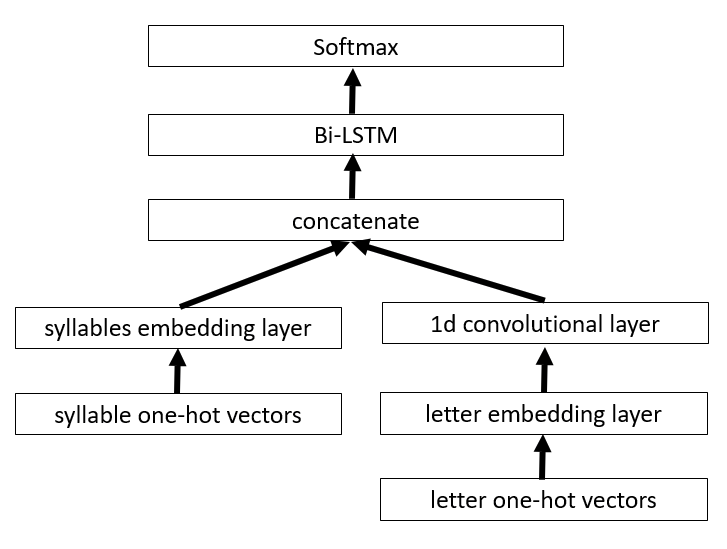 Softmax
Bi-LSTM
concatenate
syllables embedding layer
1d convolutional layer
syllable one-hot vectors
letter embedding layer
letter one-hot vectors